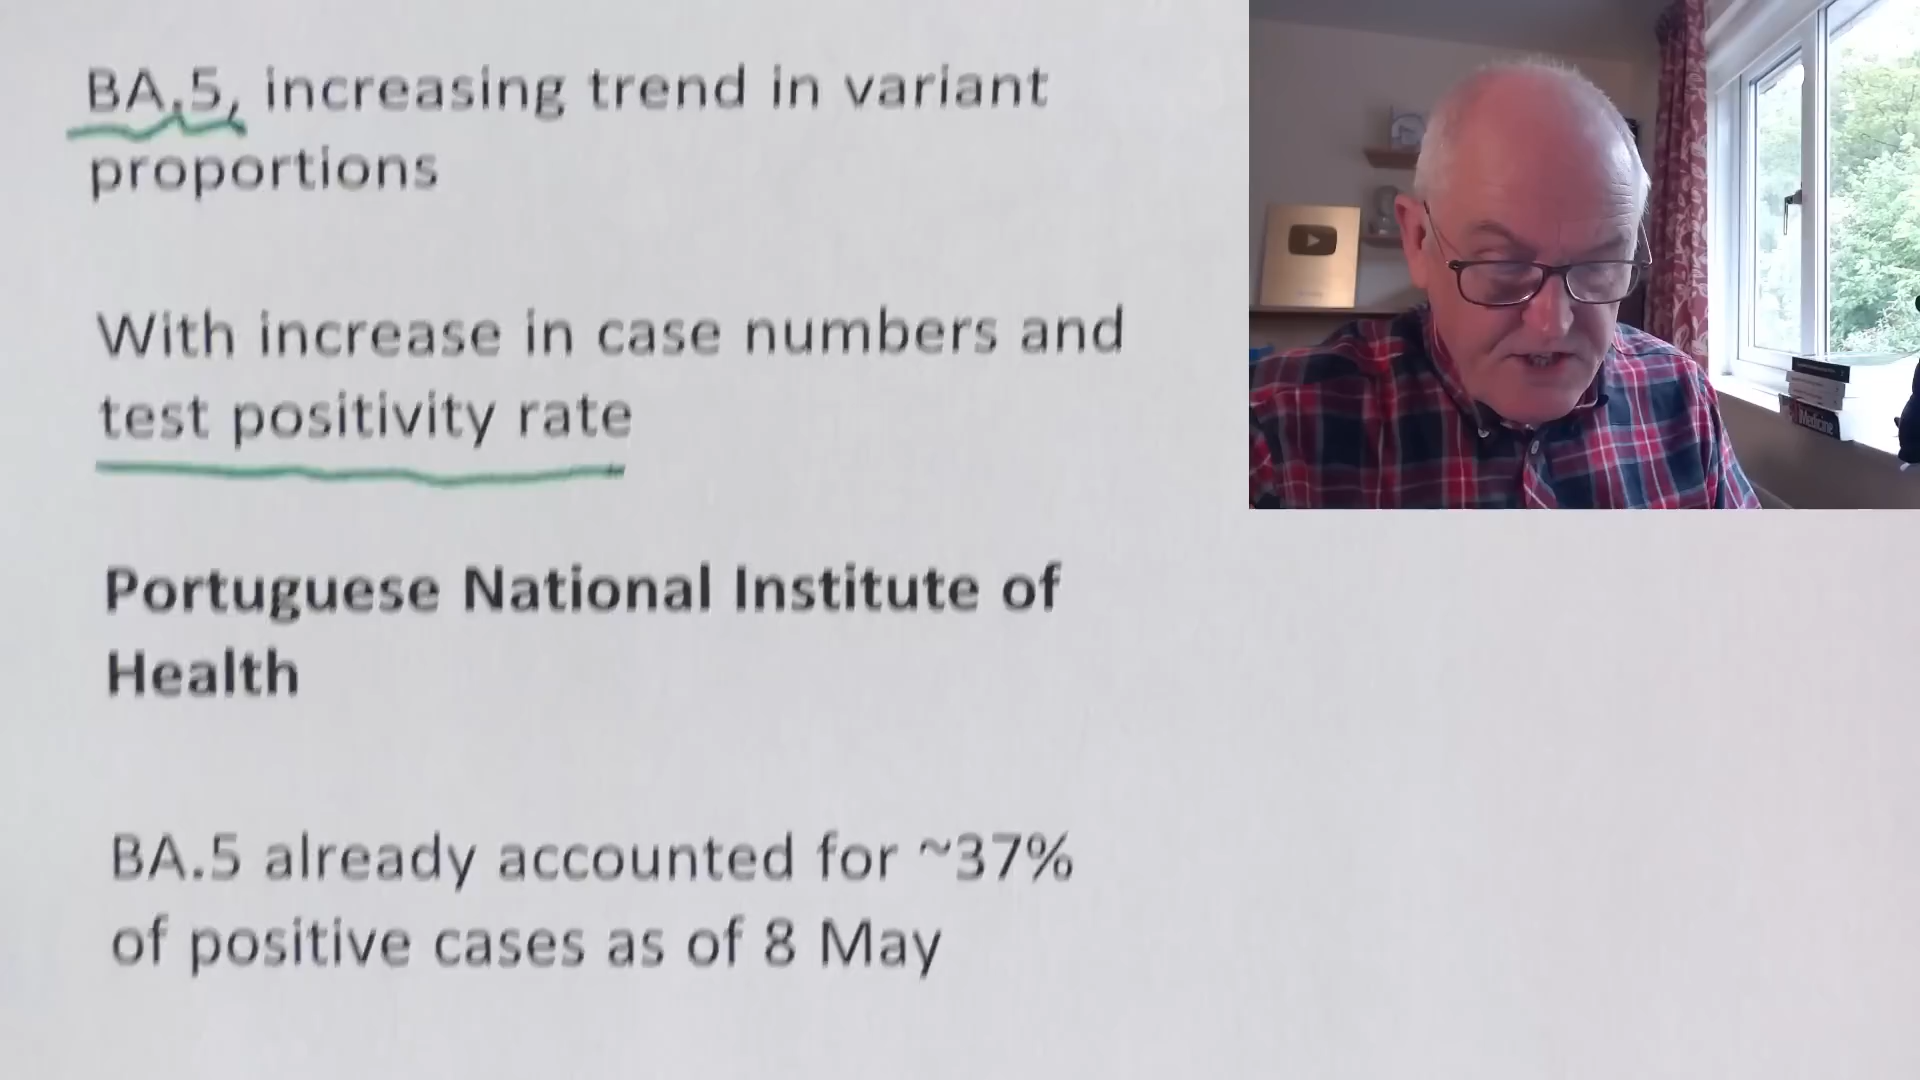 BA.5, increasing trend in variant
proportions
With increase in case numbers and
test positivity rate
Portuguese National Institute of
Health
BA.5 already accounted for ~37%
of positive cases as of 8 May
Medicine